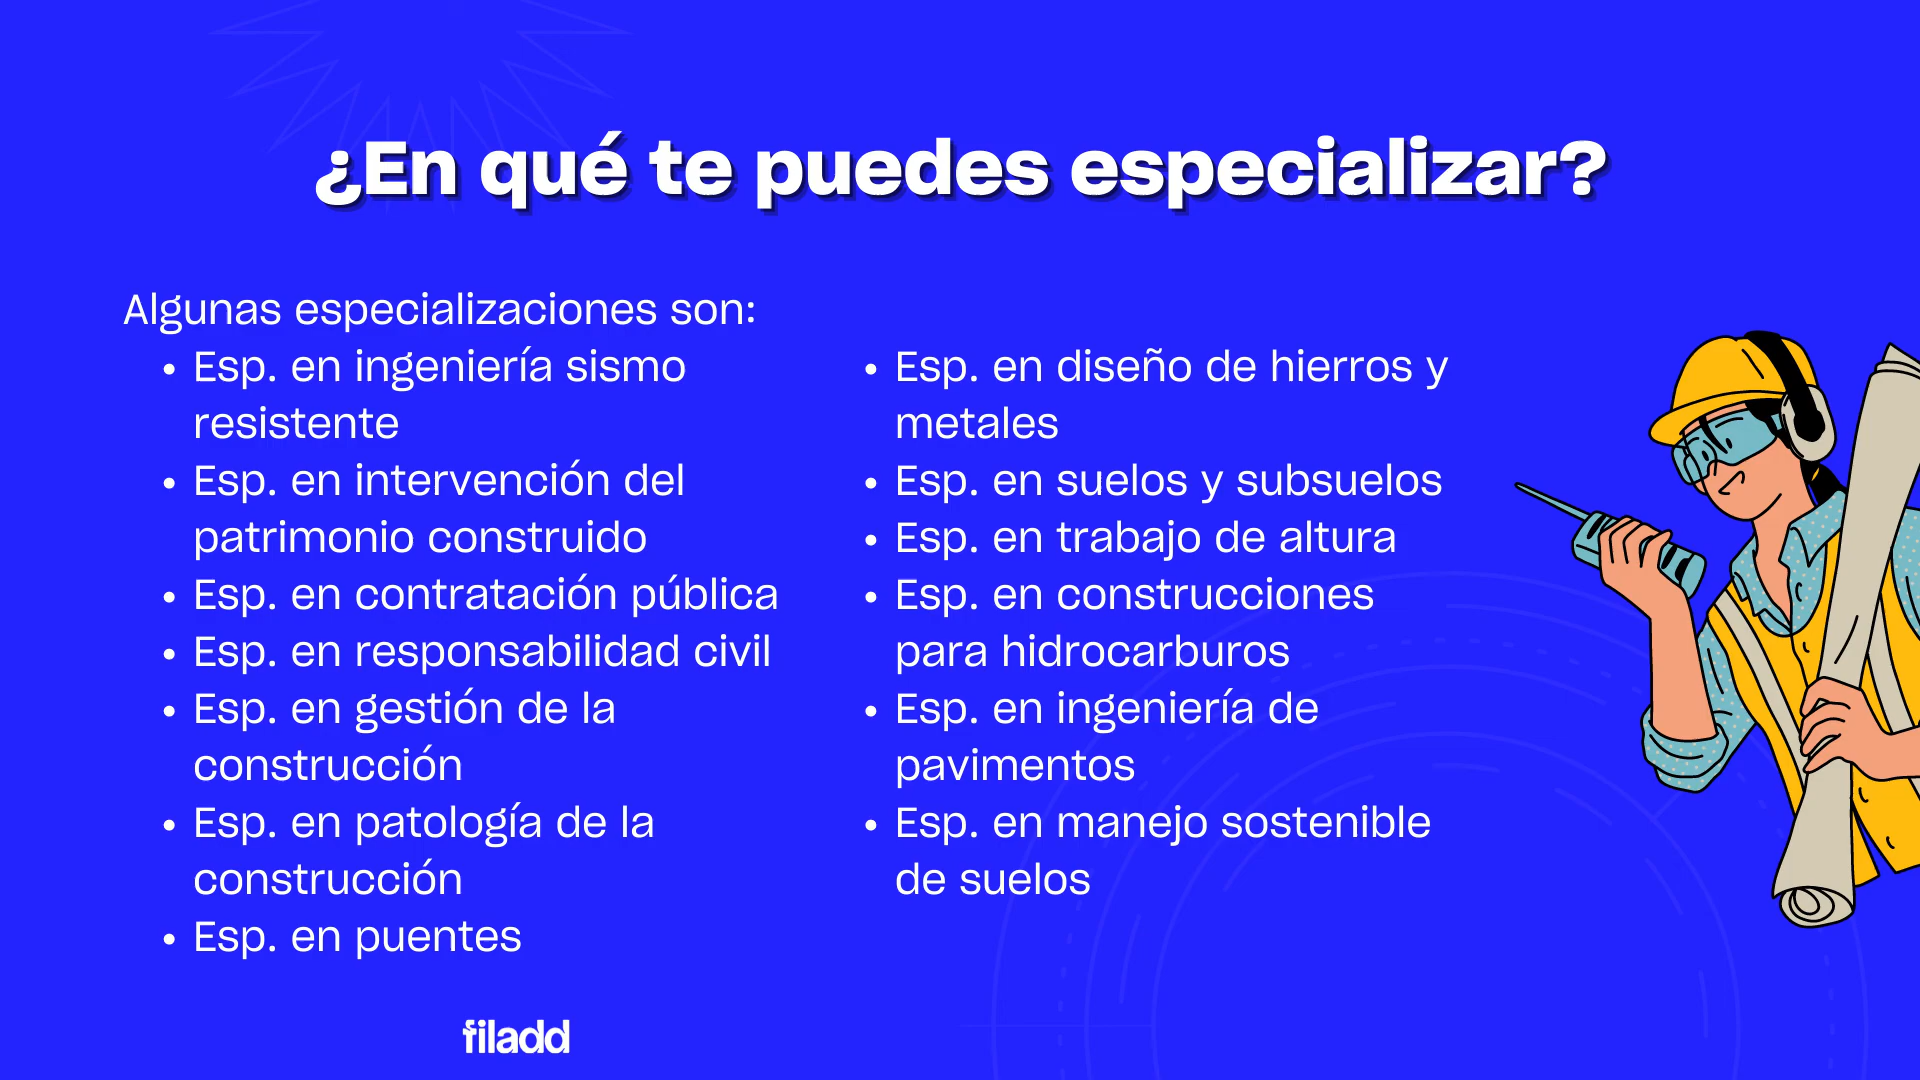 ¿En qué te puedes especializar?
Algunas especializaciones son:
• Esp. en ingeniería sismo
resistente
• Esp. en intervención del
patrimonio construido
• Esp. en contratación pública
• Esp. en responsabilidad civil
• Esp. en gestión de la
construcción
• Esp. en patología de la
construcción
• Esp. en puentes
• Esp. en diseño de hierros y
metales
• Esp. en suelos y subsuelos
• Esp. en trabajo de altura
• Esp. en construcciones
para hidrocarburos
• Esp. en ingeniería de
pavimentos
• Esp. en manejo sostenible
de suelos
filadd